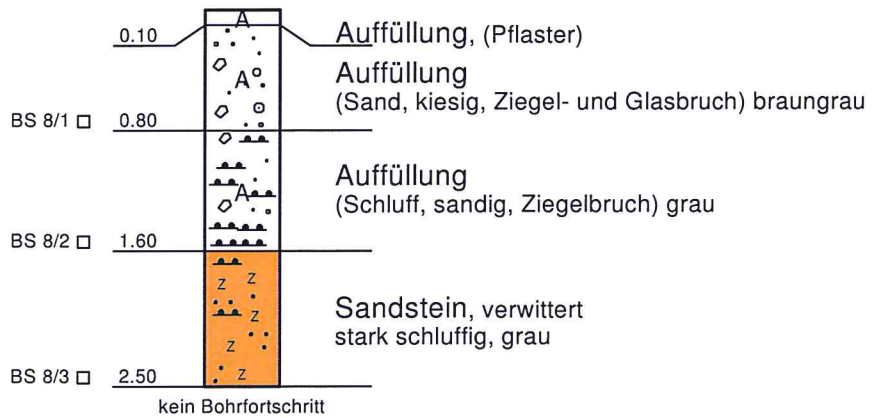 A
0.10
Auffüllung, (Pflaster)
A
Auffüllung
(Sand, kiesig, Ziegel- und Glasbruch) braungrau
BS 8/1
0.80
A
Auffüllung
(Schluff, sandig, Ziegelbruch) grau
BS 8/2
1.60
z z
z
z
z
Sandstein, verwittert
stark schluffig, grau
BS 8/3
2.50
kein Bohrfortschritt